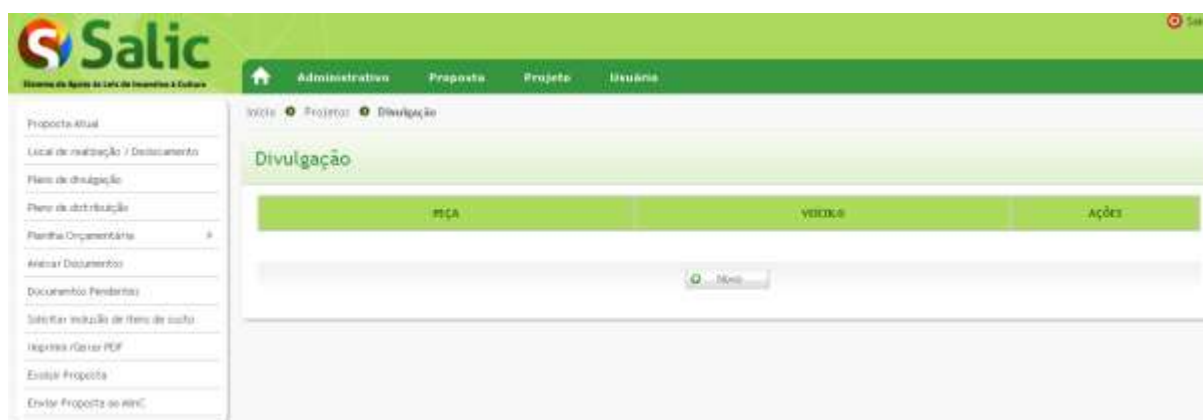 Salic
Sistema de Apoio às Leis de Incentivo à Cultura
Administrativo Proposta Projeto Usuário
Início Projetos Divulgação
Divulgação
PEÇA VEÍCULO AÇÕES
Novo
Proposta Atual
Local de realização / Deslocamento
Plano de divulgação
Plano de distribuição
Planilha Orçamentária
Anexar Documentos
Documentos Pendentes
Solicitar inclusão de itens de custo
Imprimir /Gerar PDF
Excluir Proposta
Enviar Proposta ao MinC